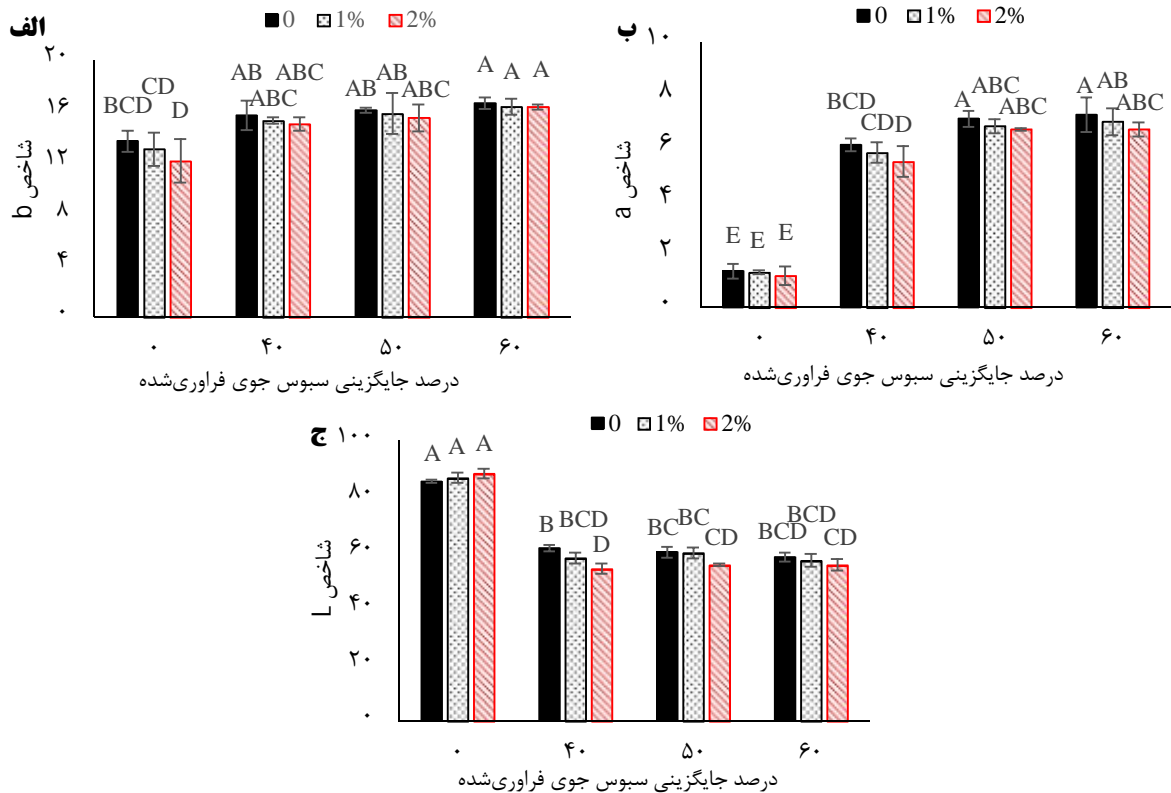 الف
0 1% 2%
۲۰
۱۶
۱۲
۸
۴
۰
شاخص b
BCD CD D
AB ABC ABC
AB AB ABC
A A A
۰ ۴۰ ۵۰ ۶۰
درصد جایگزینی سبوس جوی فراوری‌شده
ب
0 1% 2%
۱۰
۸
۶
۴
۲
۰
شاخص a
E E E
BCD CD D
A ABC ABC
A AB ABC
۰ ۴۰ ۵۰ ۶۰
درصد جایگزینی سبوس جوی فراوری‌شده
ج
0 1% 2%
۱۰۰
۸۰
۶۰
۴۰
۲۰
۰
شاخص L
A A A
B BCD D
BC BC CD
BCD BCD CD
۰ ۴۰ ۵۰ ۶۰
درصد جایگزینی سبوس جوی فراوری‌شده